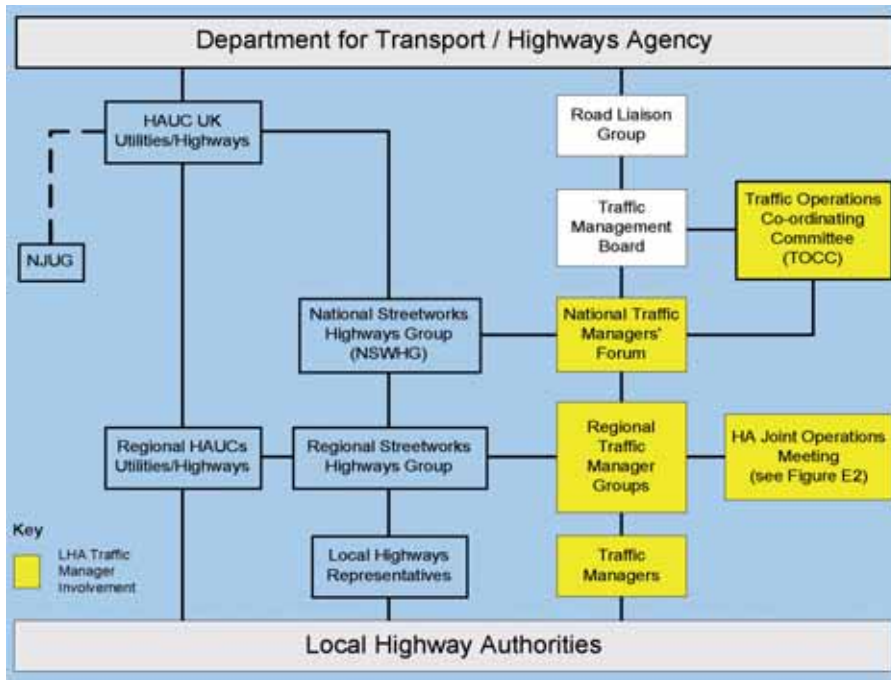 Department for Transport / Highways Agency
HAUC UK
Utilities/Highways
Road Liaison
Group
Traffic
Management
Board
Traffic Operations
Co-ordinating
Committee
(TOCC)
NJUG
National Streetworks
Highways Group
(NSWHG)
National Traffic
Managers'
Forum
Regional HAUCs
Utilities/Highways
Regional Streetworks
Highways Group
Regional
Traffic
Manager
Groups
HA Joint Operations
Meeting
(see Figure E2)
Key
LHA Traffic
Manager
Involvement
Local Highways
Representatives
Traffic
Managers
Local Highway Authorities